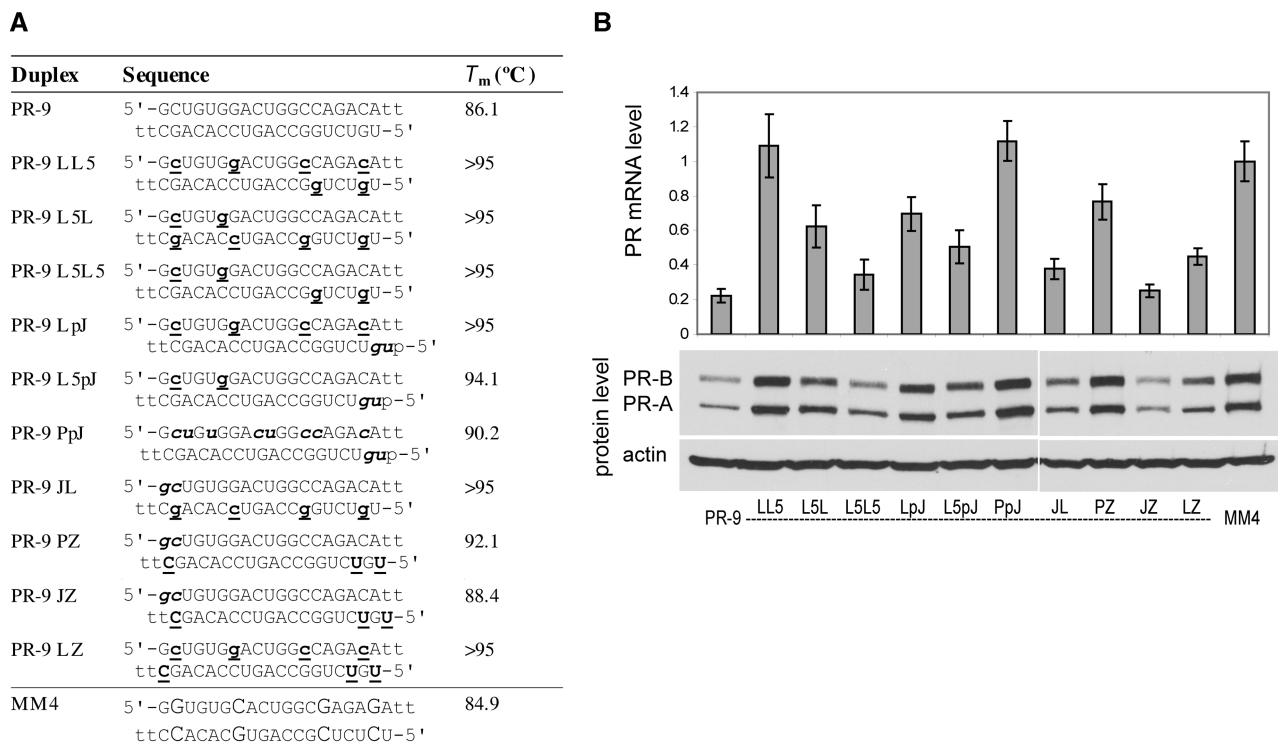 A
Duplex Sequence Tm (ºC)
PR-9 5'-GCUGUGGACUGGCCAGACAtt 86.1
ttCGACACCUGACCGGUCUGU-5'
PR-9 LL5 5'-GcUGUGgACUGGcCAGAcAtt >95
ttCGACACCUGACCGgUCUgU-5'
PR-9 L5L 5'-GcUGUgGACUGGCCAGACAtt >95
ttCgACACcUGACCgGUCUgU-5'
PR-9 L5L5 5'-GcUGUgGACUGGCCAGACAtt >95
ttCGACACCUGACCGgUCUgU-5'
PR-9 LpJ 5'-GcUGUGgACUGGcCAGAcAtt >95
ttCGACACCUGACCGGUCUgup-5'
PR-9 L5pJ 5'-GcUGUgGACUGGCCAGACAtt 94.1
ttCGACACCUGACCGGUCUgup-5'
PR-9 PpJ 5'-GcuGuGGAcuGGccAGAcAtt 90.2
ttCGACACCUGACCGGUCUgup-5'
PR-9 JL 5'-gcUGUGGACUGGCCAGACAtt >95
ttCgACACcUGACCgGUCUgU-5'
PR-9 PZ 5'-gcUGUGGACUGGCCAGACAtt 92.1
ttCGACACCUGACCGGUCUGU-5'
PR-9 JZ 5'-gcUGUGGACUGGCCAGACAtt 88.4
ttCGACACCUGACCGGUCUGU-5'
PR-9 LZ 5'-GcUGUGgACUGGcCAGAcAtt >95
ttCGACACCUGACCGGUCUGU-5'
MM4 5'-GGUGUGCACUGGCGAGAGAtt 84.9
ttCCACACGUGACCGCUCUCU-5'
B
PR mRNA level
1.4
1.2
1
0.8
0.6
0.4
0.2
0
protein level
PR-B
PR-A
actin
PR-9 LL5 L5L L5L5 LpJ L5pJ PpJ JL PZ JZ LZ MM4